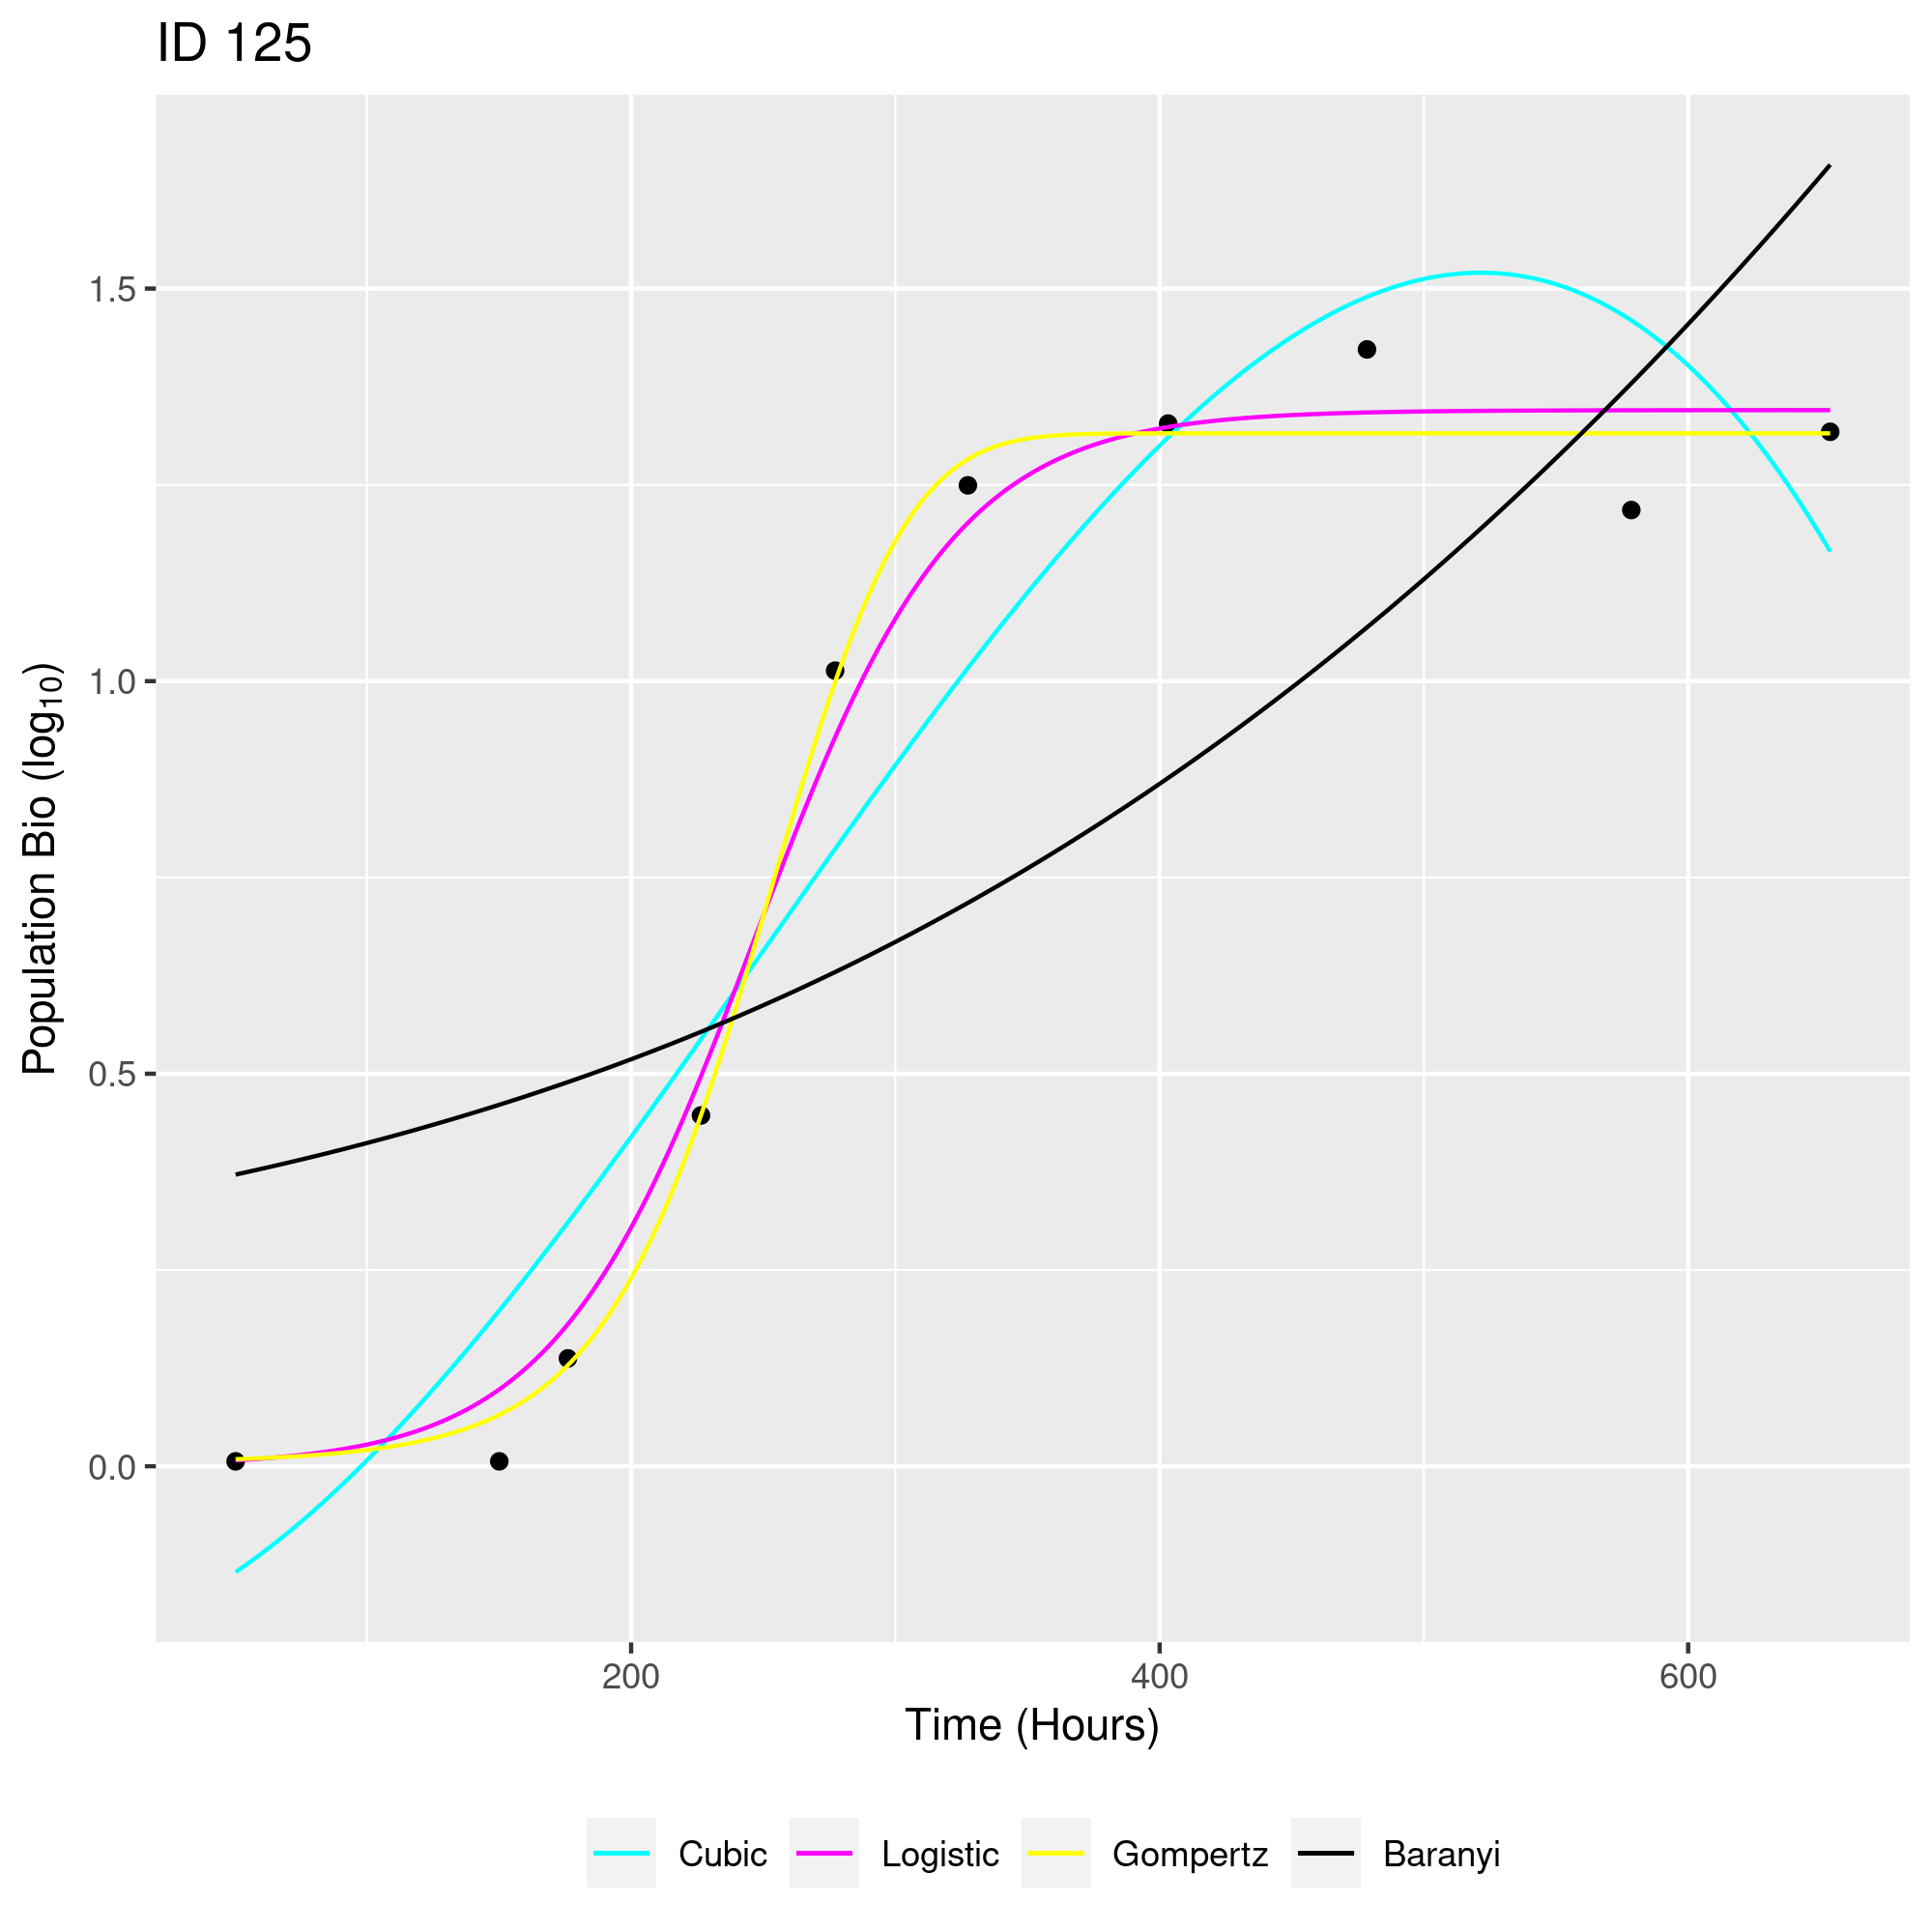 ID 125
Population Bio (log₁₀)
1.5
1.0
0.5
0.0
200 400 600
Time (Hours)
Cubic Logistic Gompertz Baranyi